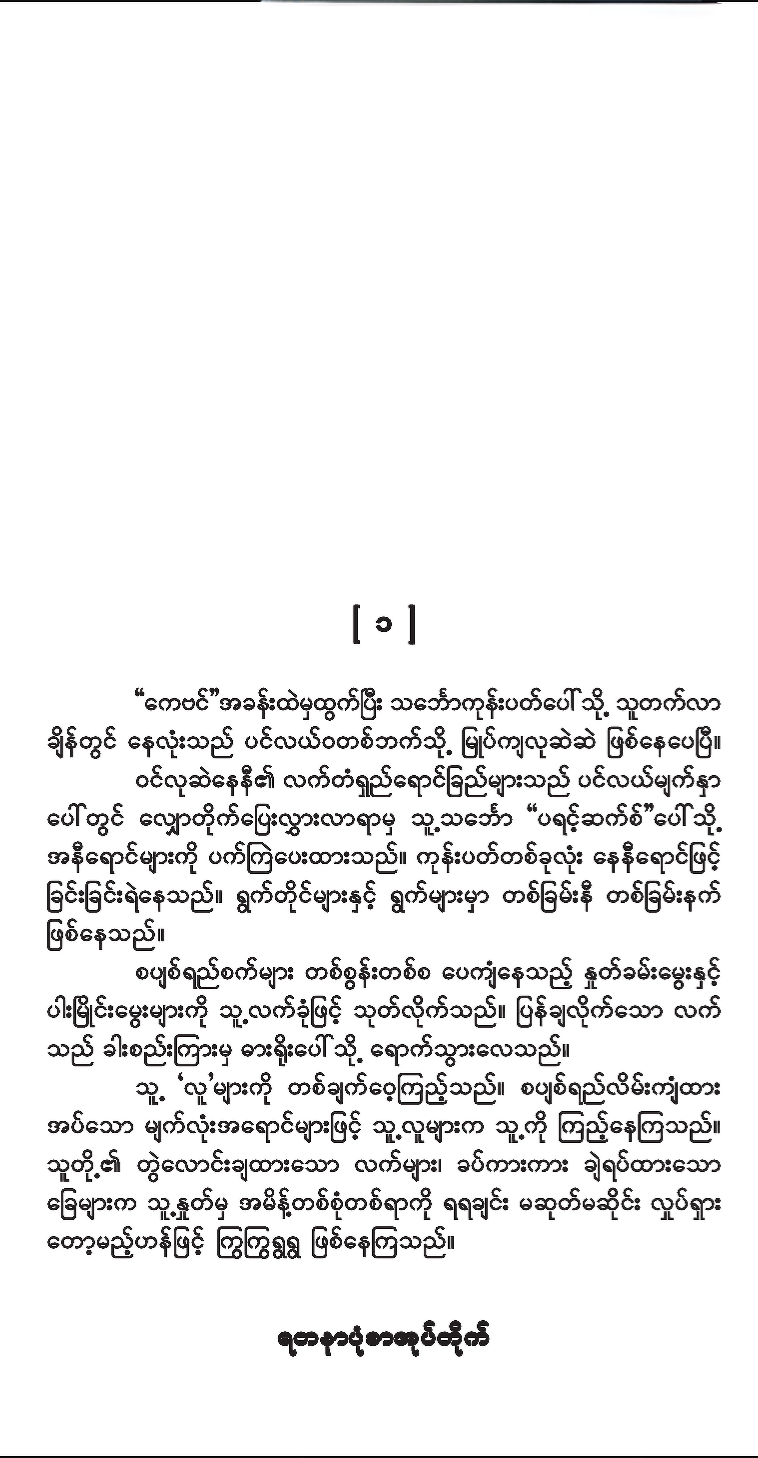 [ ၁ ]
“ကေဗင်”အခန်းထဲမှထွက်ပြီး သင်္ဘောကုန်းပတ်ပေါ်သို့ သူတက်လာ
ချိန်တွင် နေလုံးသည် ပင်လယ်ဝတစ်ဘက်သို့ မြုပ်ကျလုဆဲဆဲ ဖြစ်နေပေပြီ။
ဝင်လုဆဲနေနီ၏ လက်တံရှည်ရောင်ခြည်များသည် ပင်လယ်မျက်နှာ
ပေါ်တွင် လျှောတိုက်ပြေးလွှားလာရာမှ သူ့သင်္ဘော “ပရင့်ဆက်စ်”ပေါ်သို့
အနီရောင်များကို ပက်ကြဲပေးထားသည်။ ကုန်းပတ်တစ်ခုလုံး နေနီရောင်ဖြင့်
ခြင်းခြင်းရဲနေသည်။ ရွက်တိုင်များနှင့် ရွက်များမှာ တစ်ခြမ်းနီ တစ်ခြမ်းနက်
ဖြစ်နေသည်။
စပျစ်ရည်စက်များ တစ်စွန်းတစ်စ ပေကျံနေသည့် နှုတ်ခမ်းမွေးနှင့်
ပါးမြိုင်းမွေးများကို သူ့လက်ခုံဖြင့် သုတ်လိုက်သည်။ ပြန်ချလိုက်သော လက်
သည် ခါးစည်းကြားမှ ဓားရိုးပေါ်သို့ ရောက်သွားလေသည်။
သူ့ ‘လူ’များကို တစ်ချက်ဝေ့ကြည့်သည်။ စပျစ်ရည်လိမ်းကျံထား
အပ်သော မျက်လုံးအရောင်များဖြင့် သူ့လူများက သူ့ကို ကြည့်နေကြသည်။
သူတို့၏ တွဲလောင်းချထားသော လက်များ၊ ခပ်ကားကား ချဲရပ်ထားသော
ခြေများက သူ့နှုတ်မှ အမိန့်တစ်စုံတစ်ရာကို ရရချင်း မဆုတ်မဆိုင်း လှုပ်ရှား
တော့မည့်ဟန်ဖြင့် ကြွကြွရွရွ ဖြစ်နေကြသည်။
ရတနာပုံစာအုပ်တိုက်